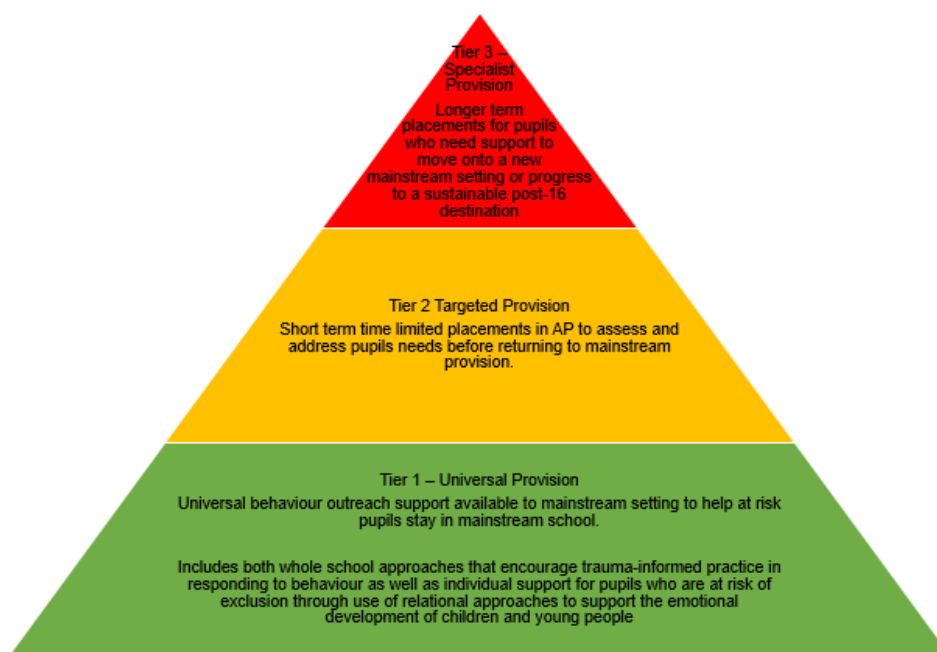 Tier 3 –
Specialist
Provision
Longer term
placements for pupils
who need support to
move onto a new
mainstream setting or progress
to a sustainable post-16
destination
Tier 2 Targeted Provision
Short term time limited placements in AP to assess and
address pupils needs before returning to mainstream
provision.
Tier 1 – Universal Provision
Universal behaviour outreach support available to mainstream setting to help at risk
pupils stay in mainstream school.
Includes both whole school approaches that encourage trauma-informed practice in
responding to behaviour as well as individual support for pupils who are at risk of
exclusion through use of relational approaches to support the emotional
development of children and young people